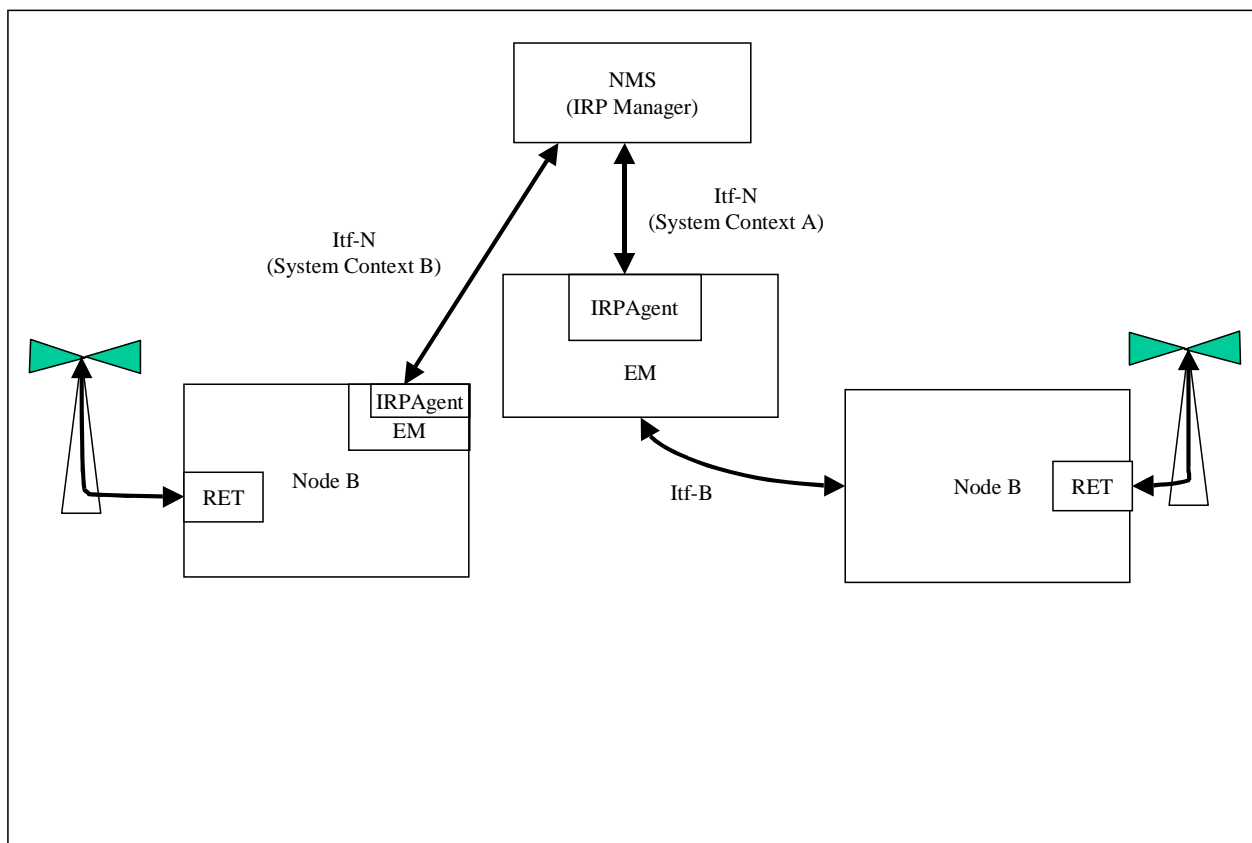 NMS
(IRP Manager)
Itf-N
(System Context B)
Itf-N
(System Context A)
IRPAgent
EM
IRPAgent
EM
Node B
RET
Itf-B
Node B
RET